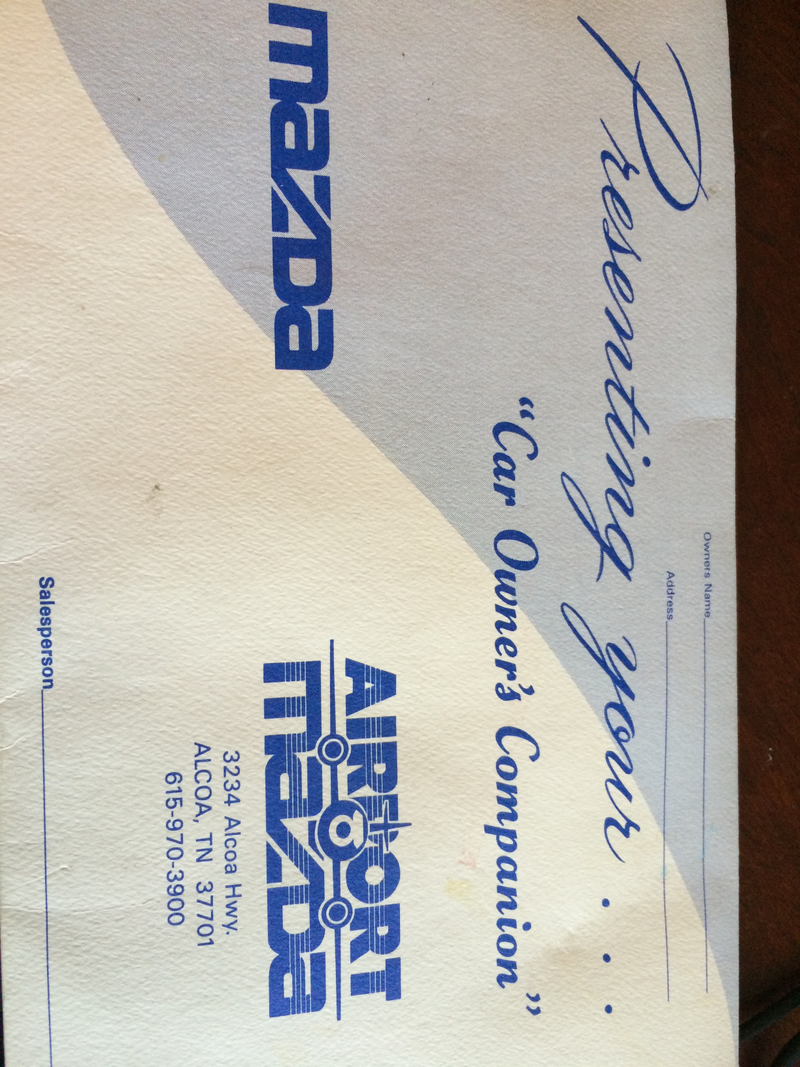 Owners Name
Address
Presenting your . . .
“Car Owner's Companion”
mazda
AIRPORT
mazda
3234 Alcoa Hwy.
ALCOA, TN 37701
615-970-3900
Salesperson